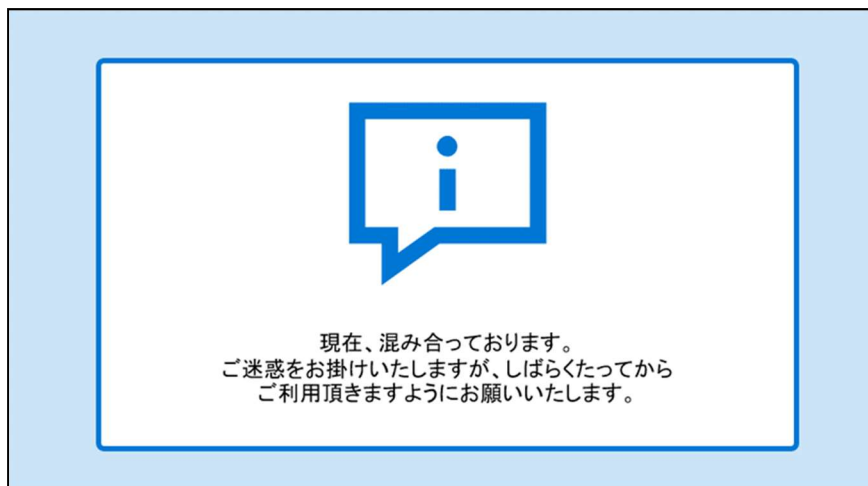 現在、混み合っております。
ご迷惑をお掛けいたしますが、しばらくたってから
ご利用頂きますようにお願いいたします。